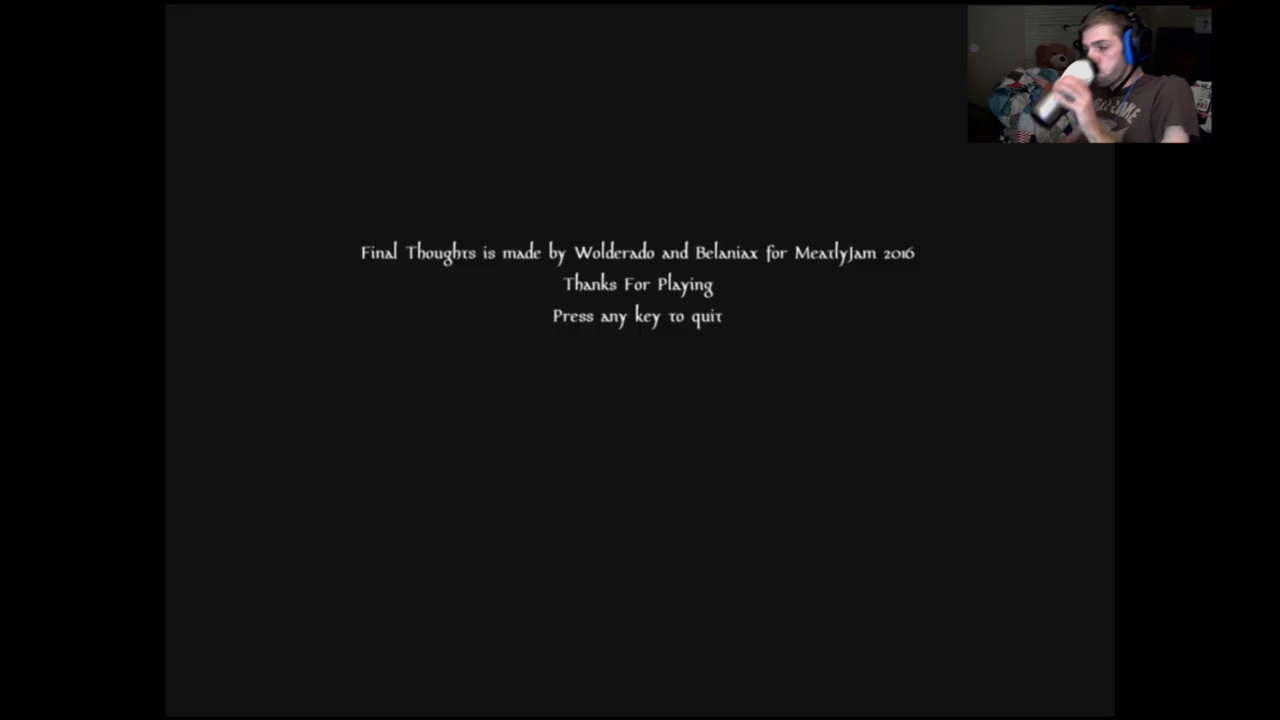 Final Thoughts is made by Wolderado and Belaniax for MeatlyJam 2016
Thanks For Playing
Press any key to quit